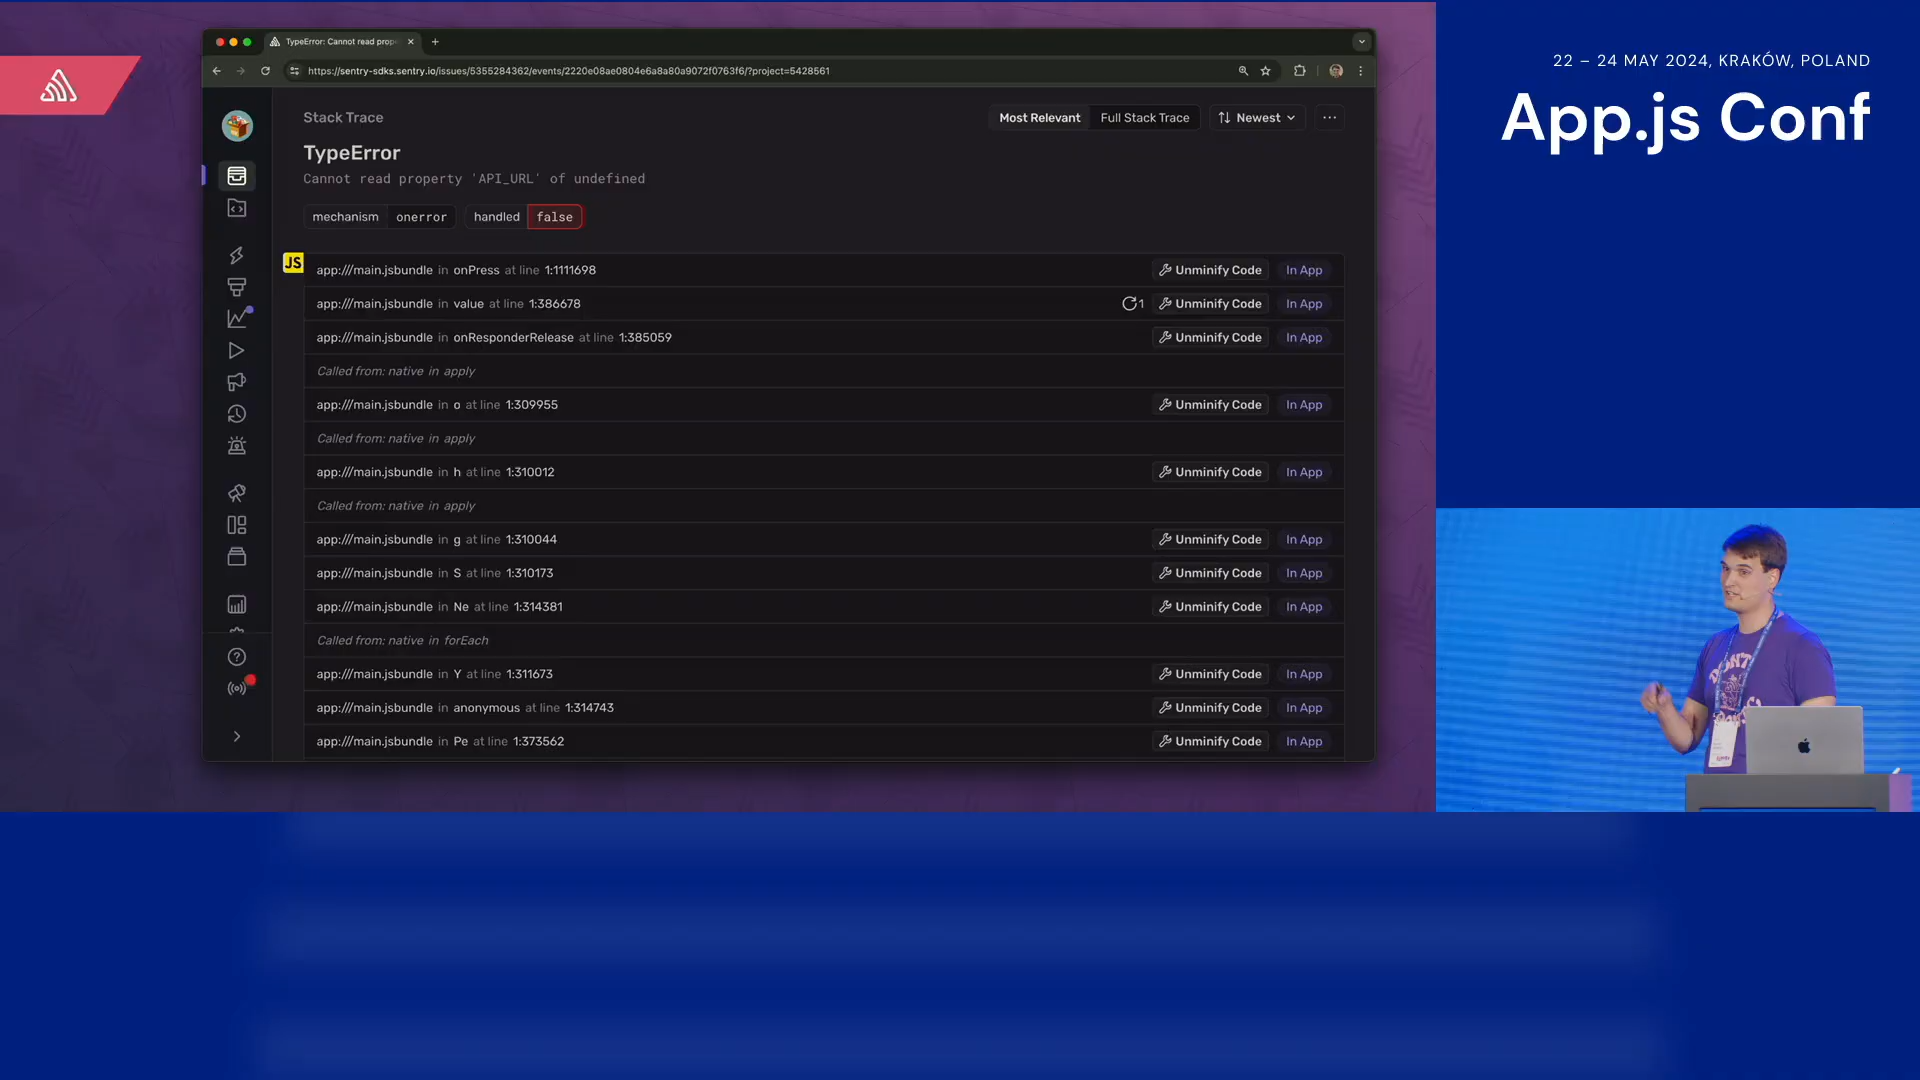 TypeError: Cannot read prop
https://sentry-sdks.sentry.io/issues/5355284362/events/2220e08ae0804e6a8a80a9072f0763f6/?project=5428561
22 – 24 MAY 2024, KRAKÓW, POLAND
App.js Conf
Stack Trace
Most Relevant
Full Stack Trace
Newest
TypeError
Cannot read property 'API_URL' of undefined
mechanism onerror handled false
JS
app:///main.jsbundle in onPress at line 1:1111698 Unminify Code In App
app:///main.jsbundle in value at line 1:386678 1 Unminify Code In App
app:///main.jsbundle in onResponderRelease at line 1:385059 Unminify Code In App
Called from: native in apply
app:///main.jsbundle in o at line 1:309955 Unminify Code In App
Called from: native in apply
app:///main.jsbundle in h at line 1:310012 Unminify Code In App
Called from: native in apply
app:///main.jsbundle in g at line 1:310044 Unminify Code In App
app:///main.jsbundle in S at line 1:310173 Unminify Code In App
app:///main.jsbundle in Ne at line 1:314381 Unminify Code In App
Called from: native in forEach
app:///main.jsbundle in Y at line 1:311673 Unminify Code In App
app:///main.jsbundle in anonymous at line 1:314743 Unminify Code In App
app:///main.jsbundle in Pe at line 1:373562 Unminify Code In App